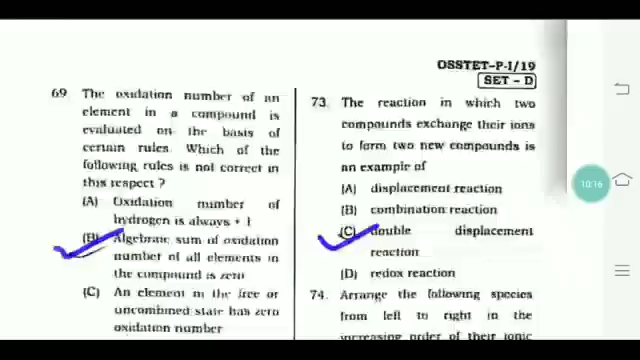 OSSTET-P-I/19
SET - D
69 The oxidation number of an
element in a compound is
evaluated on the basis of
certain rules. Which of the
following rules is not correct in
this respect ?
(A) Oxidation number of
hydrogen is always + 1
(B) Algebraic sum of oxidation
number of all elements in
the compound is zero
(C) An element in the free or
uncombined state has zero
oxidation number
73. The reaction in which two
compounds exchange their ions
to form two new compounds is
an example of
(A) displacement reaction
(B) combination reaction
(C) double displacement
reaction
(D) redox reaction
74. Arrange the following species
from left to right in the
increasing order of their ionic
10:16